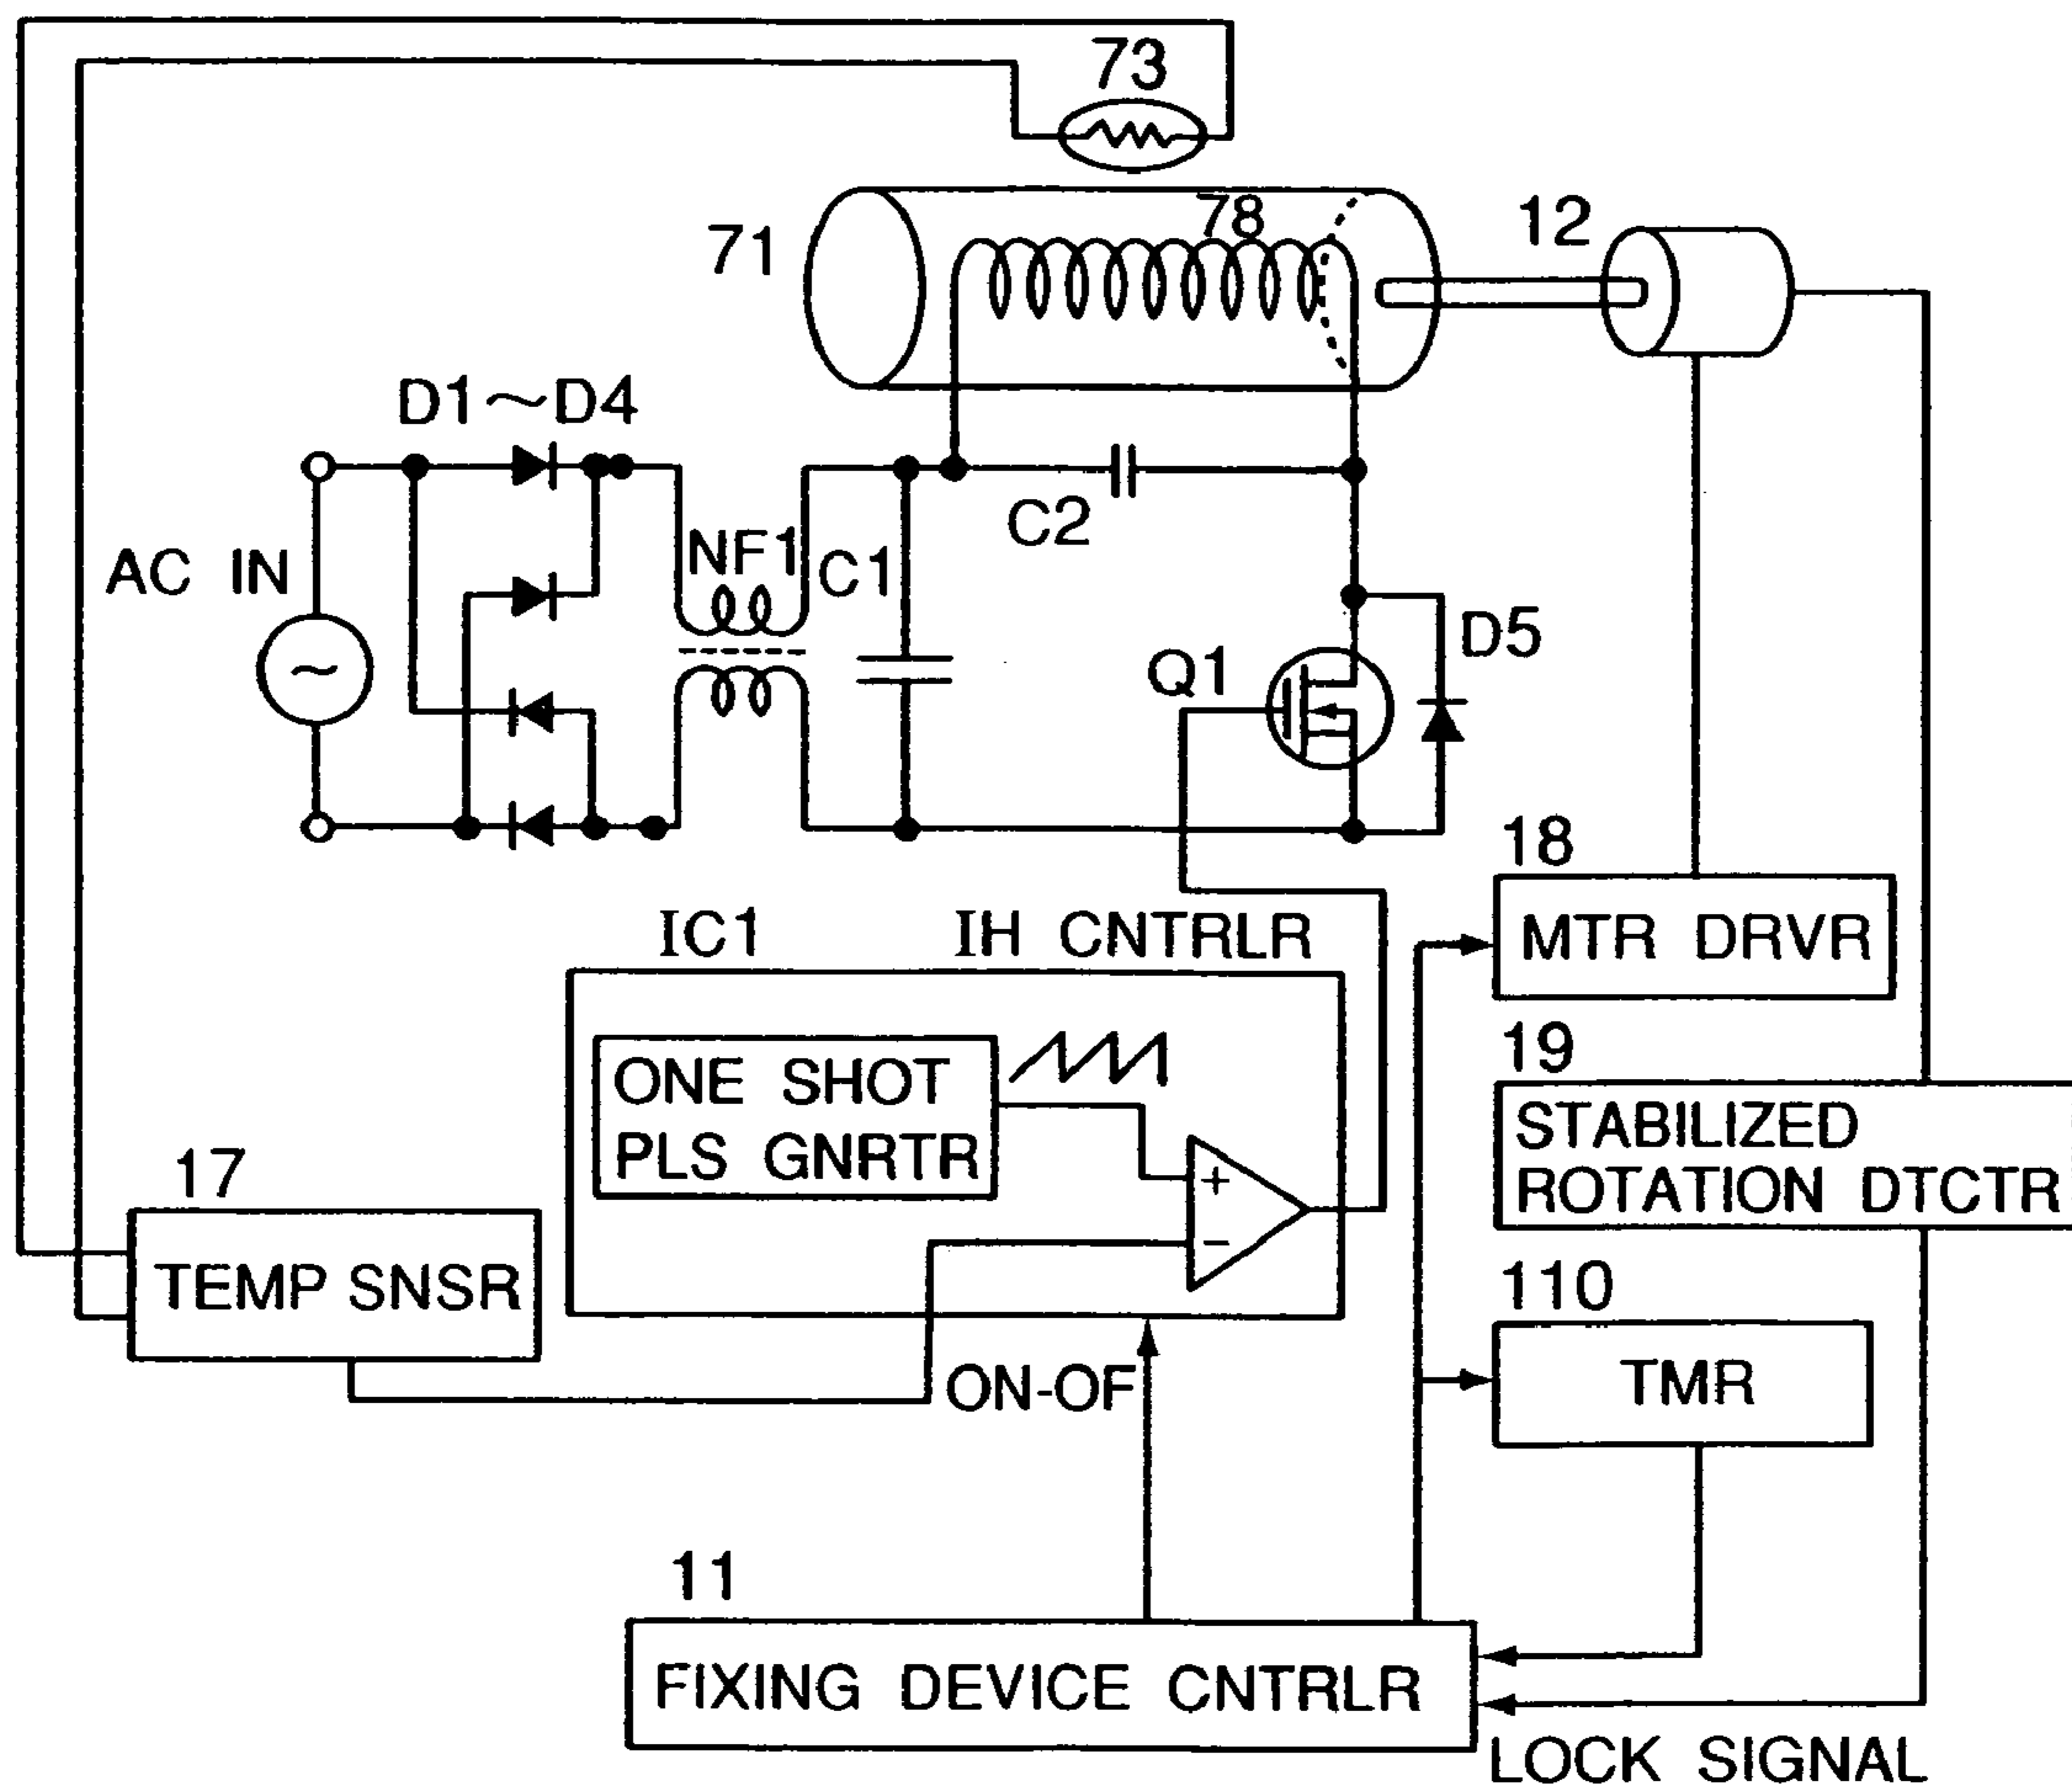 73
71
78
12
D1～D4
AC IN
NF1
C1
C2
D5
Q1
18
MTR DRVR
IC1
IH CNTRLR
19
ONE SHOT
PLS GNRTR
STABILIZED
ROTATION DTCTR
+
−
17
TEMP SNSR
110
TMR
ON-OF
11
FIXING DEVICE CNTRLR
LOCK SIGNAL